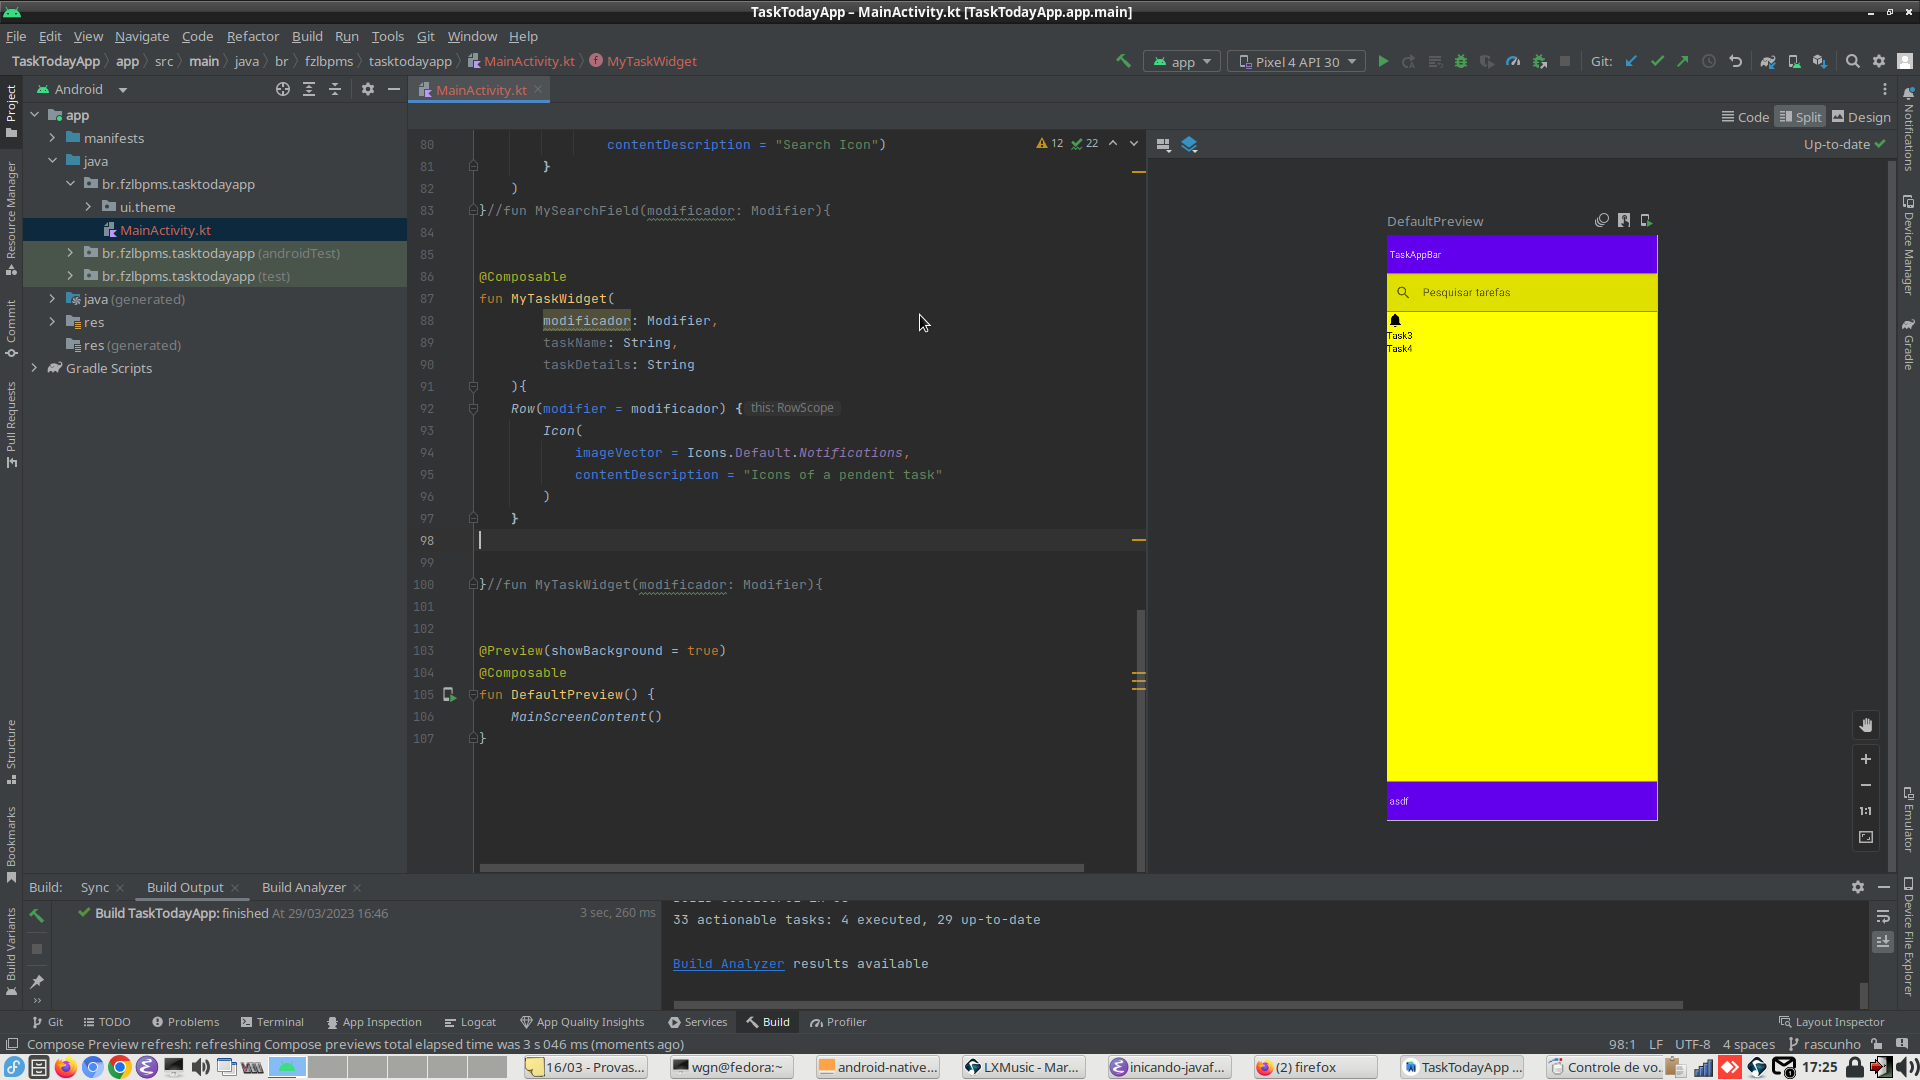 TaskTodayApp – MainActivity.kt [TaskTodayApp.app.main]
File Edit View Navigate Code Refactor Build Run Tools Git Window Help
TaskTodayApp app src main java br fzlbpms tasktodayapp MainActivity.kt MyTaskWidget
app Pixel 4 API 30 Git:
Android
MainActivity.kt
Code Split Design
Up-to-date
Project
Resource Manager
Commit
Pull Requests
Structure
Bookmarks
Build Variants
app
manifests
java
br.fzlbpms.tasktodayapp
ui.theme
MainActivity.kt
br.fzlbpms.tasktodayapp (androidTest)
br.fzlbpms.tasktodayapp (test)
java (generated)
res
res (generated)
Gradle Scripts
12 22
80 contentDescription = "Search Icon")
81 }
82 )
83 }//fun MySearchField(modificador: Modifier){
84
85
86 @Composable
87 fun MyTaskWidget(
88 modificador: Modifier,
89 taskName: String,
90 taskDetails: String
91 ){
92 Row(modifier = modificador) { this: RowScope
93 Icon(
94 imageVector = Icons.Default.Notifications,
95 contentDescription = "Icons of a pendent task"
96 )
97 }
98
99
100 }//fun MyTaskWidget(modificador: Modifier){
101
102
103 @Preview(showBackground = true)
104 @Composable
105 fun DefaultPreview() {
106 MainScreenContent()
107 }
DefaultPreview
TaskAppBar
Pesquisar tarefas
Task3
Task4
asdf
1:1
Notifications
Device Manager
Gradle
Emulator
Device File Explorer
Build: Sync Build Output Build Analyzer
Build TaskTodayApp: finished At 29/03/2023 16:46 3 sec, 260 ms
33 actionable tasks: 4 executed, 29 up-to-date
Build Analyzer results available
Git TODO Problems Terminal App Inspection Logcat App Quality Insights Services Build Profiler Layout Inspector
Compose Preview refresh: refreshing Compose previews total elapsed time was 3 s 046 ms (moments ago) 98:1 LF UTF-8 4 spaces rascunho
16/03 - Provas... wgn@fedora:~ android-native... LXMusic - Mar... inicando-javaf... (2) firefox TaskTodayApp ... Controle de vo... 17:25